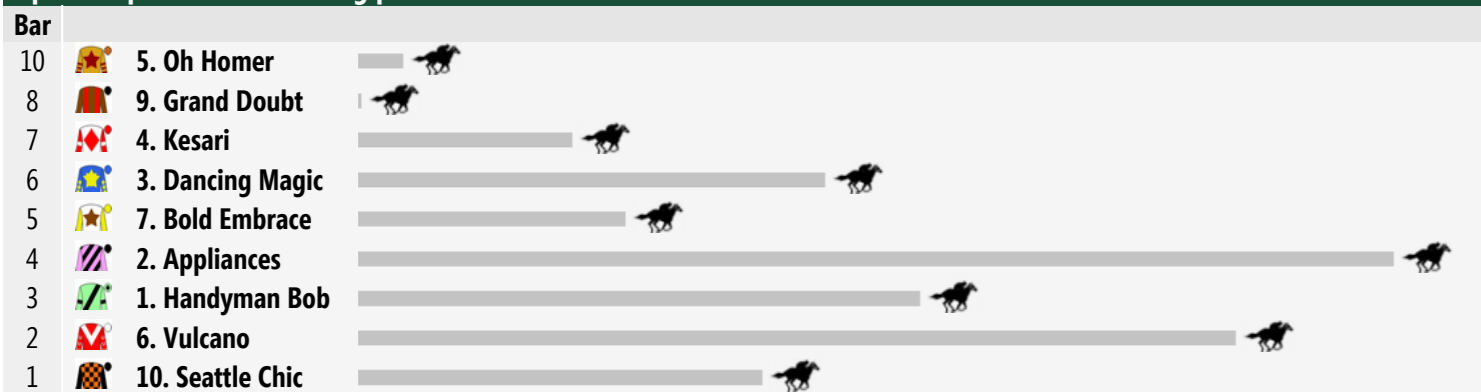 Bar
10 5. Oh Homer
8 9. Grand Doubt
7 4. Kesari
6 3. Dancing Magic
5 7. Bold Embrace
4 2. Appliances
3 1. Handyman Bob
2 6. Vulcano
1 10. Seattle Chic